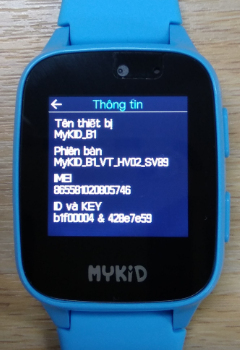 Thông tin
Tên thiết bị
MyKID_B1
Phiên bản
MyKID_B1_VT_HV02_SV89
IMEI
865581020805746
ID và KEY
b1f00004 & 428e7e59
MYKID